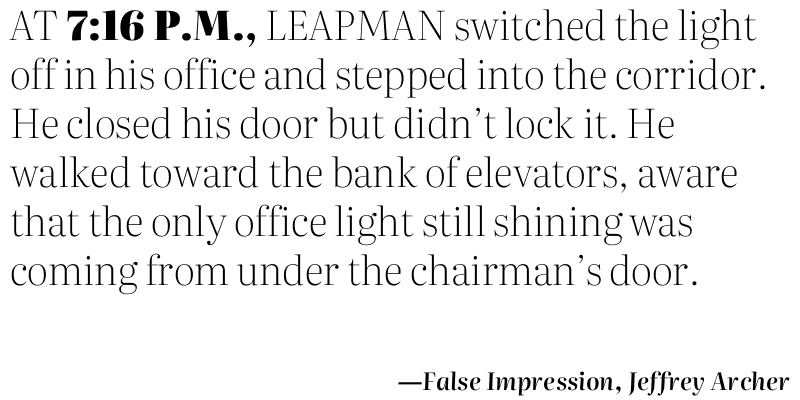 AT 7:16 P.M., LEAPMAN switched the light
off in his office and stepped into the corridor.
He closed his door but didn’t lock it. He
walked toward the bank of elevators, aware
that the only office light still shining was
coming from under the chairman’s door.
—False Impression, Jeffrey Archer